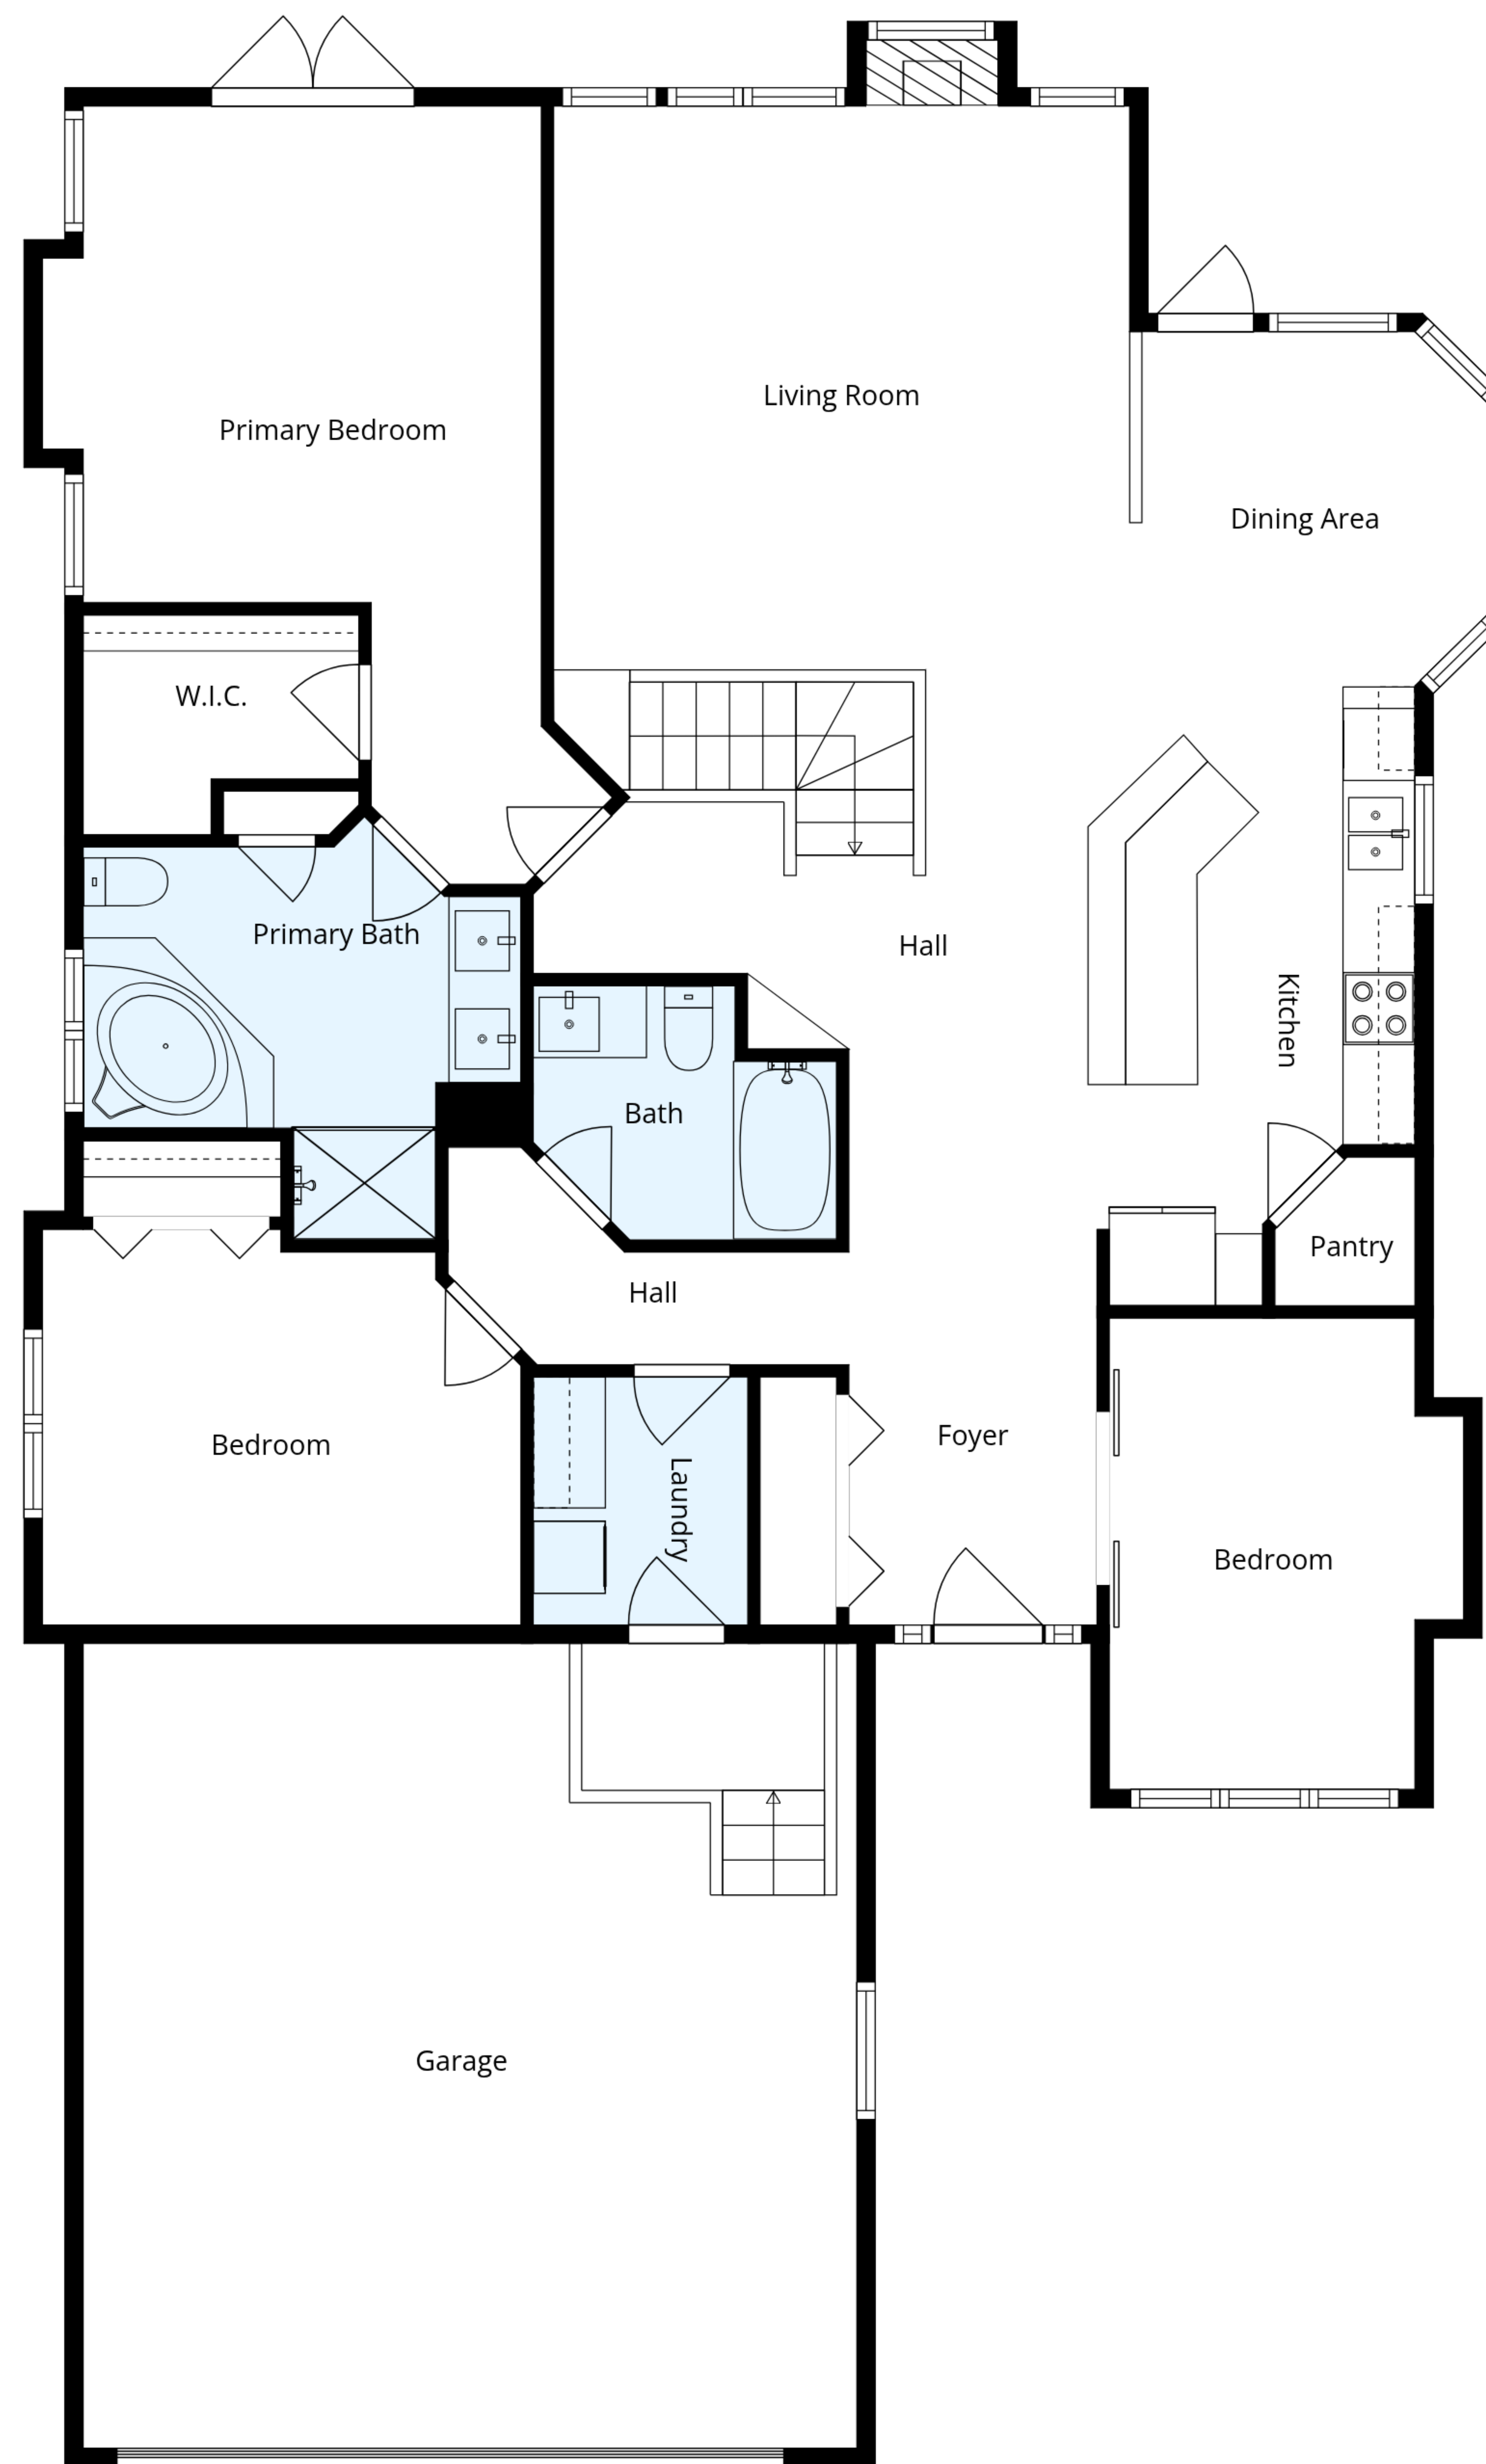 Living Room
Primary Bedroom
Dining Area
W.I.C.
Primary Bath
Hall
Kitchen
Bath
Pantry
Hall
Foyer
Bedroom
Laundry
Bedroom
Garage